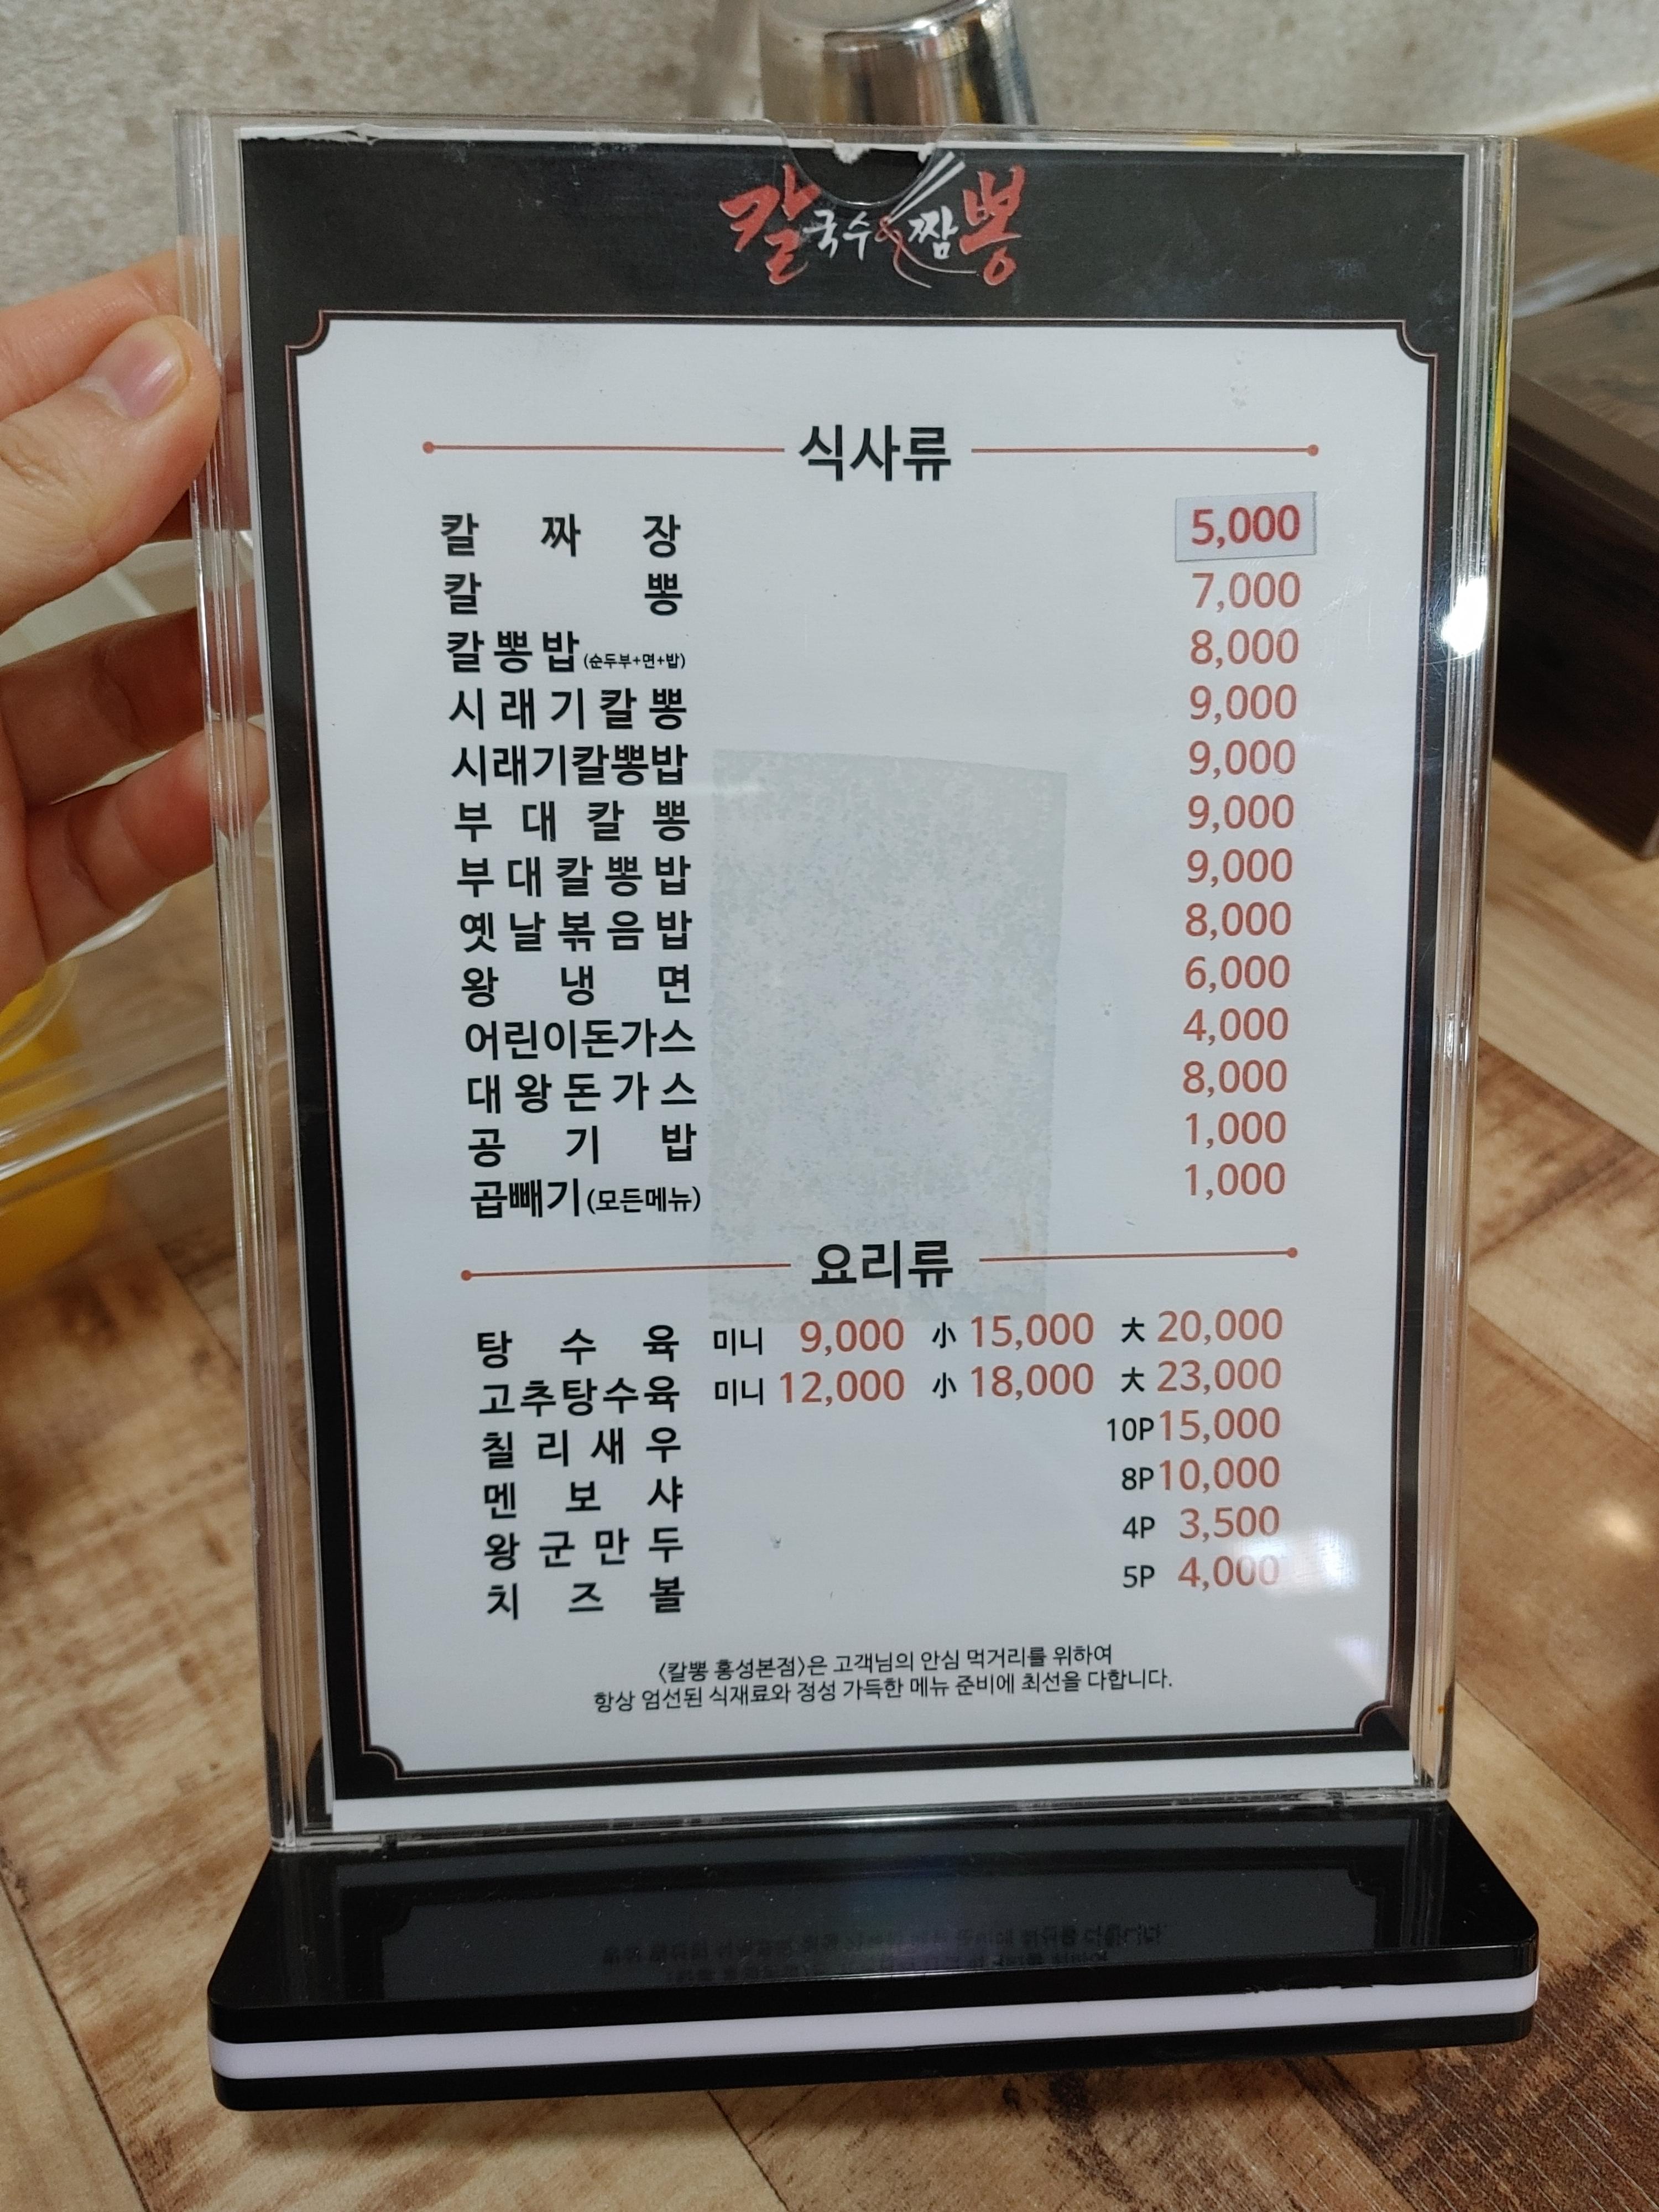 칼국수&짬뽕
식사류
칼짜장 5,000
칼뽕 7,000
칼뽕밥(순두부+면+밥) 8,000
시래기칼뽕 9,000
시래기칼뽕밥 9,000
부대칼뽕 9,000
부대칼뽕밥 9,000
옛날볶음밥 8,000
왕냉면 6,000
어린이돈가스 4,000
대왕돈가스 8,000
공기밥 1,000
곱빼기(모든메뉴) 1,000
요리류
탕수육 미니 9,000 小 15,000 大 20,000
고추탕수육 미니 12,000 小 18,000 大 23,000
칠리새우 10P 15,000
멘보샤 8P 10,000
왕군만두 4P 3,500
치즈볼 5P 4,000
〈칼뽕 홍성본점〉은 고객님의 안심 먹거리를 위하여
항상 엄선된 식재료와 정성 가득한 메뉴 준비에 최선을 다합니다.